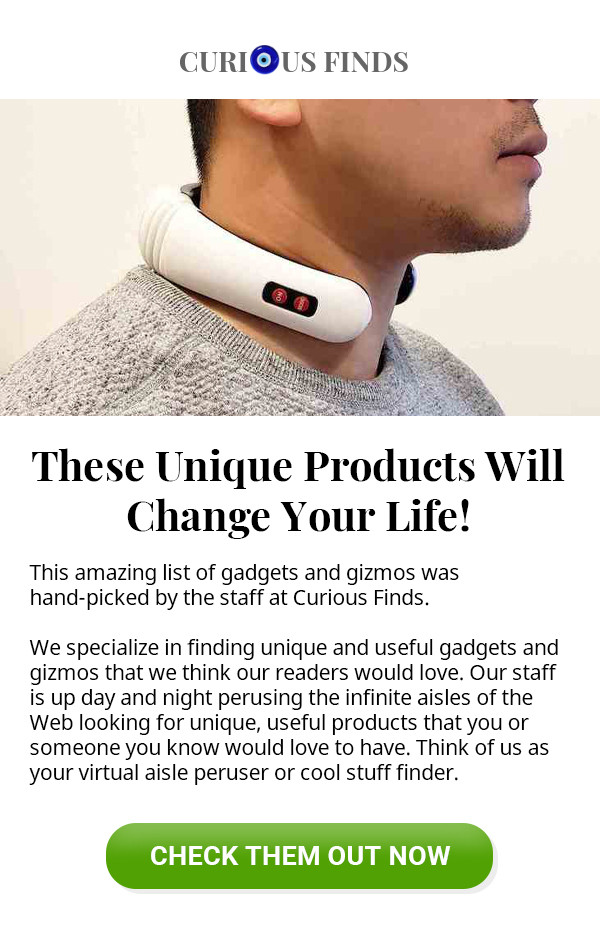 CURIOUS FINDS
These Unique Products Will
Change Your Life!
This amazing list of gadgets and gizmos was
hand-picked by the staff at Curious Finds.
We specialize in finding unique and useful gadgets and
gizmos that we think our readers would love. Our staff
is up day and night perusing the infinite aisles of the
Web looking for unique, useful products that you or
someone you know would love to have. Think of us as
your virtual aisle peruser or cool stuff finder.
CHECK THEM OUT NOW